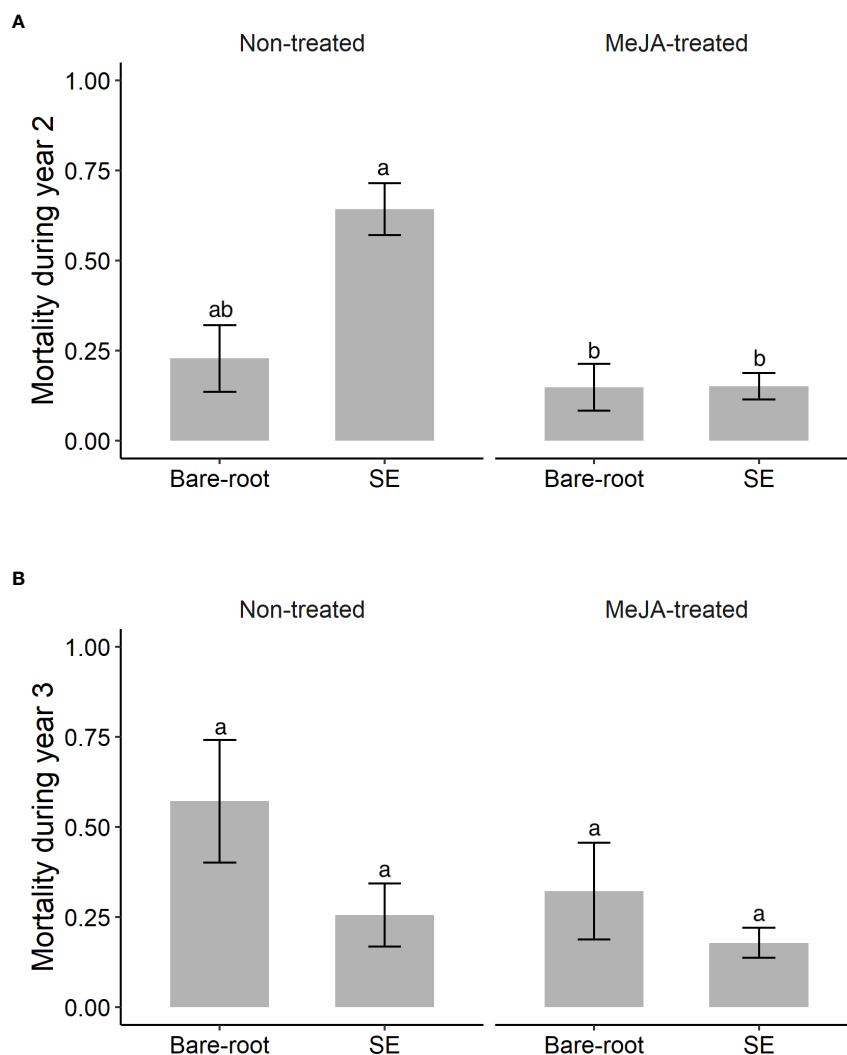 A
Non-treated MeJA-treated
Mortality during year 2
1.00
0.75
0.50
0.25
0.00
ab a b b
Bare-root SE Bare-root SE
B
Non-treated MeJA-treated
Mortality during year 3
1.00
0.75
0.50
0.25
0.00
a a a a
Bare-root SE Bare-root SE